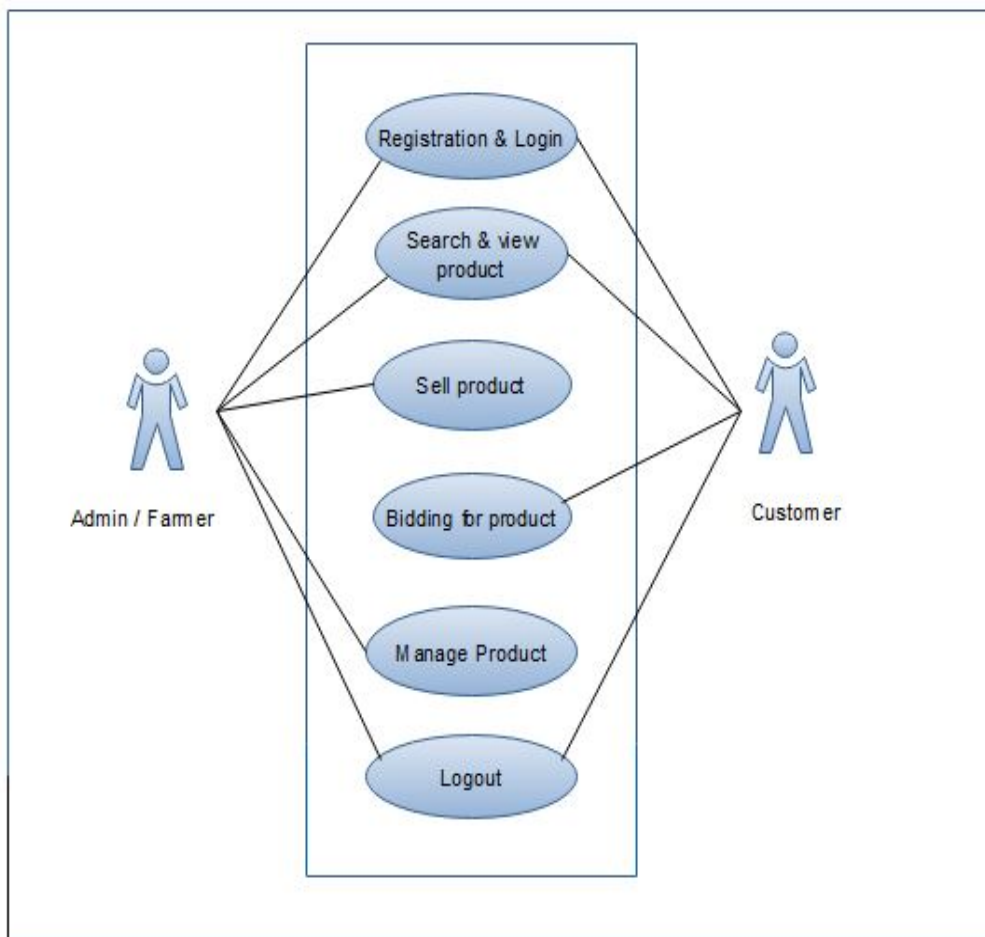 Registration & Login
Search & view
product
Sell product
Bidding for product
Manage Product
Logout
Admin / Farmer
Customer